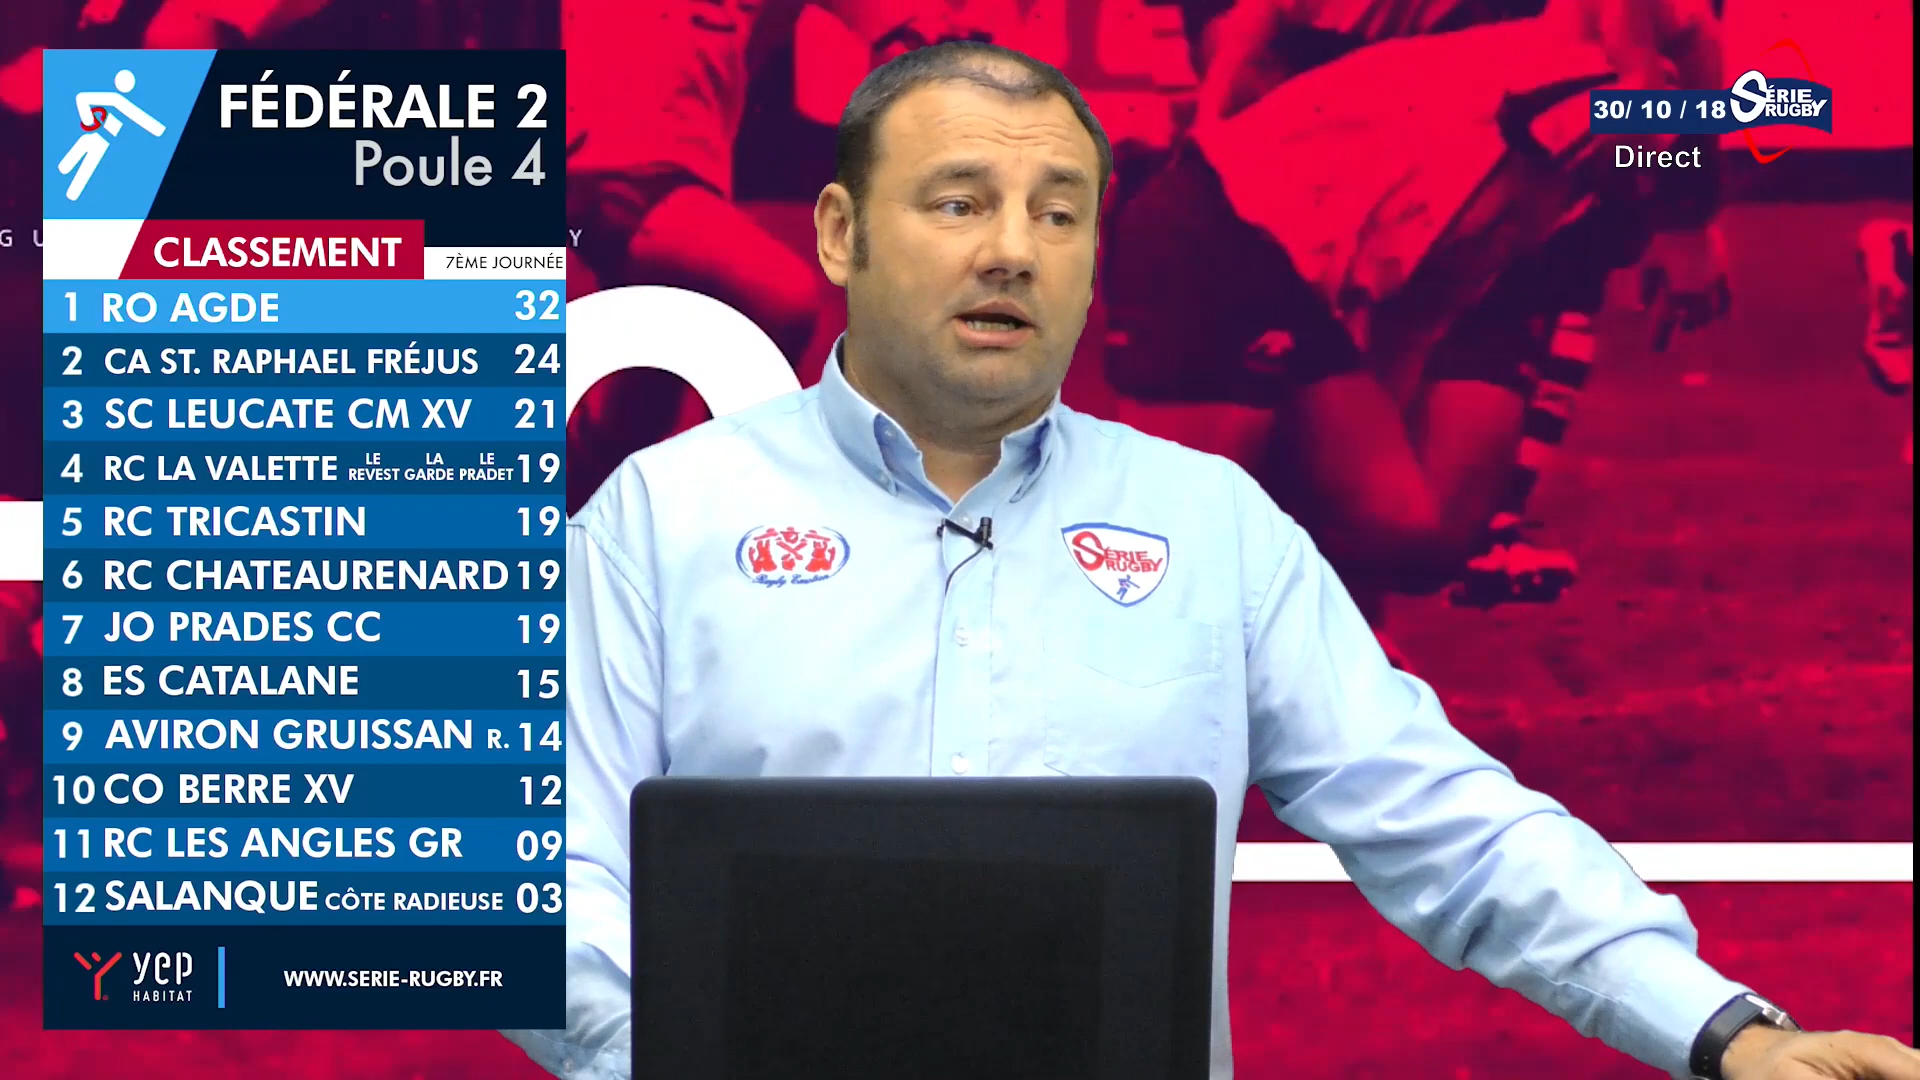 FÉDÉRALE 2
Poule 4
CLASSEMENT
7ÈME JOURNÉE
1 RO AGDE 32
2 CA ST. RAPHAEL FRÉJUS 24
3 SC LEUCATE CM XV 21
4 RC LA VALETTE LE REVEST LA GARDE LE PRADET 19
5 RC TRICASTIN 19
6 RC CHATEAURENARD 19
7 JO PRADES CC 19
8 ES CATALANE 15
9 AVIRON GRUISSAN R. 14
10 CO BERRE XV 12
11 RC LES ANGLES GR 09
12 SALANQUE CÔTE RADIEUSE 03
yep
HABITAT
WWW.SERIE-RUGBY.FR
30/ 10 / 18
SÉRIE
RUGBY
Direct
Rugby Emotion
SÉRIE
RUGBY